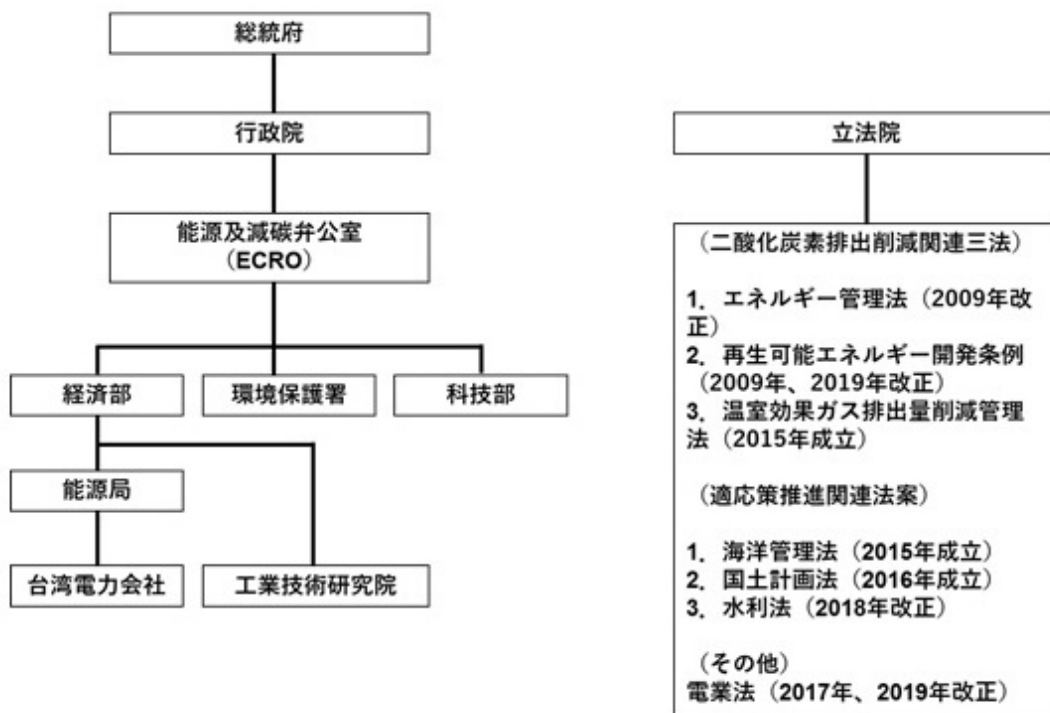 総統府
行政院
能源及減碳弁公室
（ECRO）
経済部
環境保護署
科技部
能源局
台湾電力会社
工業技術研究院
立法院
（二酸化炭素排出削減関連三法）
1．エネルギー管理法（2009年改
正）
2．再生可能エネルギー開発条例
（2009年、2019年改正）
3．温室効果ガス排出量削減管理
法（2015年成立）
（適応策推進関連法案）
1．海洋管理法（2015年成立）
2．国土計画法（2016年成立）
3．水利法（2018年改正）
（その他）
電業法（2017年、2019年改正）